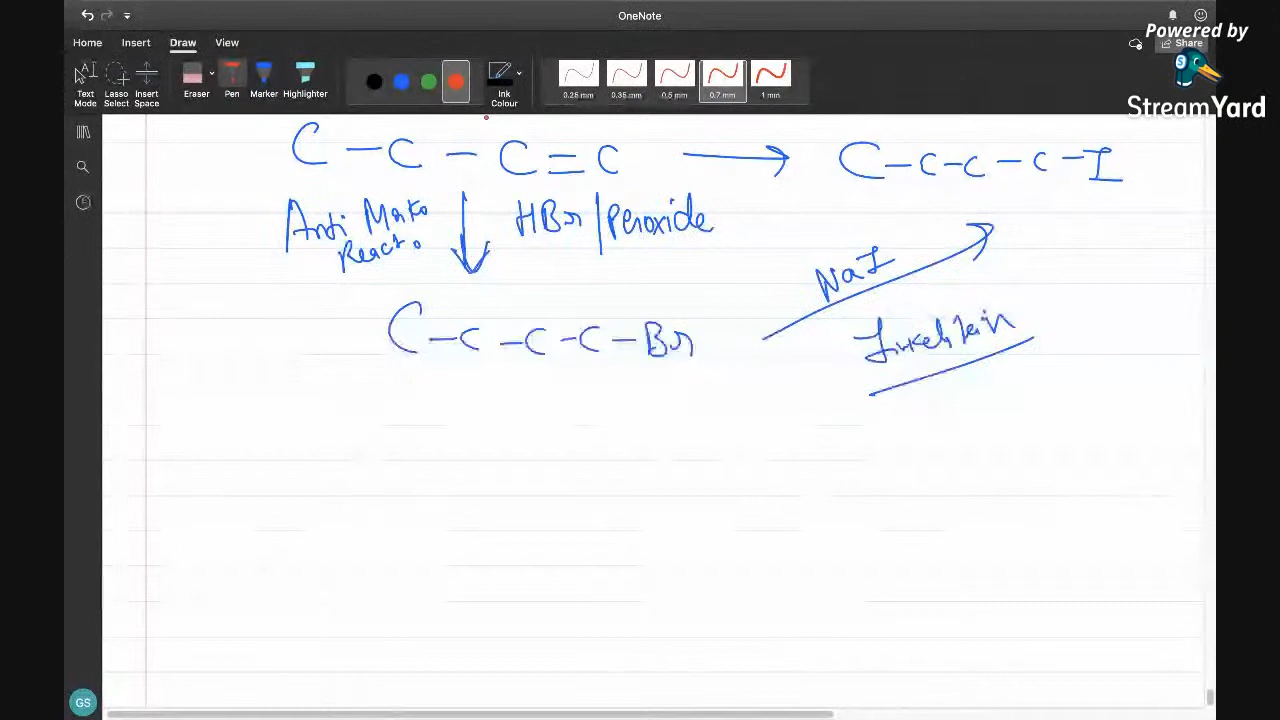 OneNote
Powered by
StreamYard
Home Insert Draw View
Share
Text Mode
Lasso Select
Insert Space
Eraser
Pen
Marker
Highlighter
Ink Colour
0.25 mm
0.35 mm
0.5 mm
0.7 mm
1 mm
C - C - C = C → C - C - C - C - I
Anti Marko
Reactº
HBr | Peroxide
NaI
C - C - C - C - Br
Finkelstein
GS